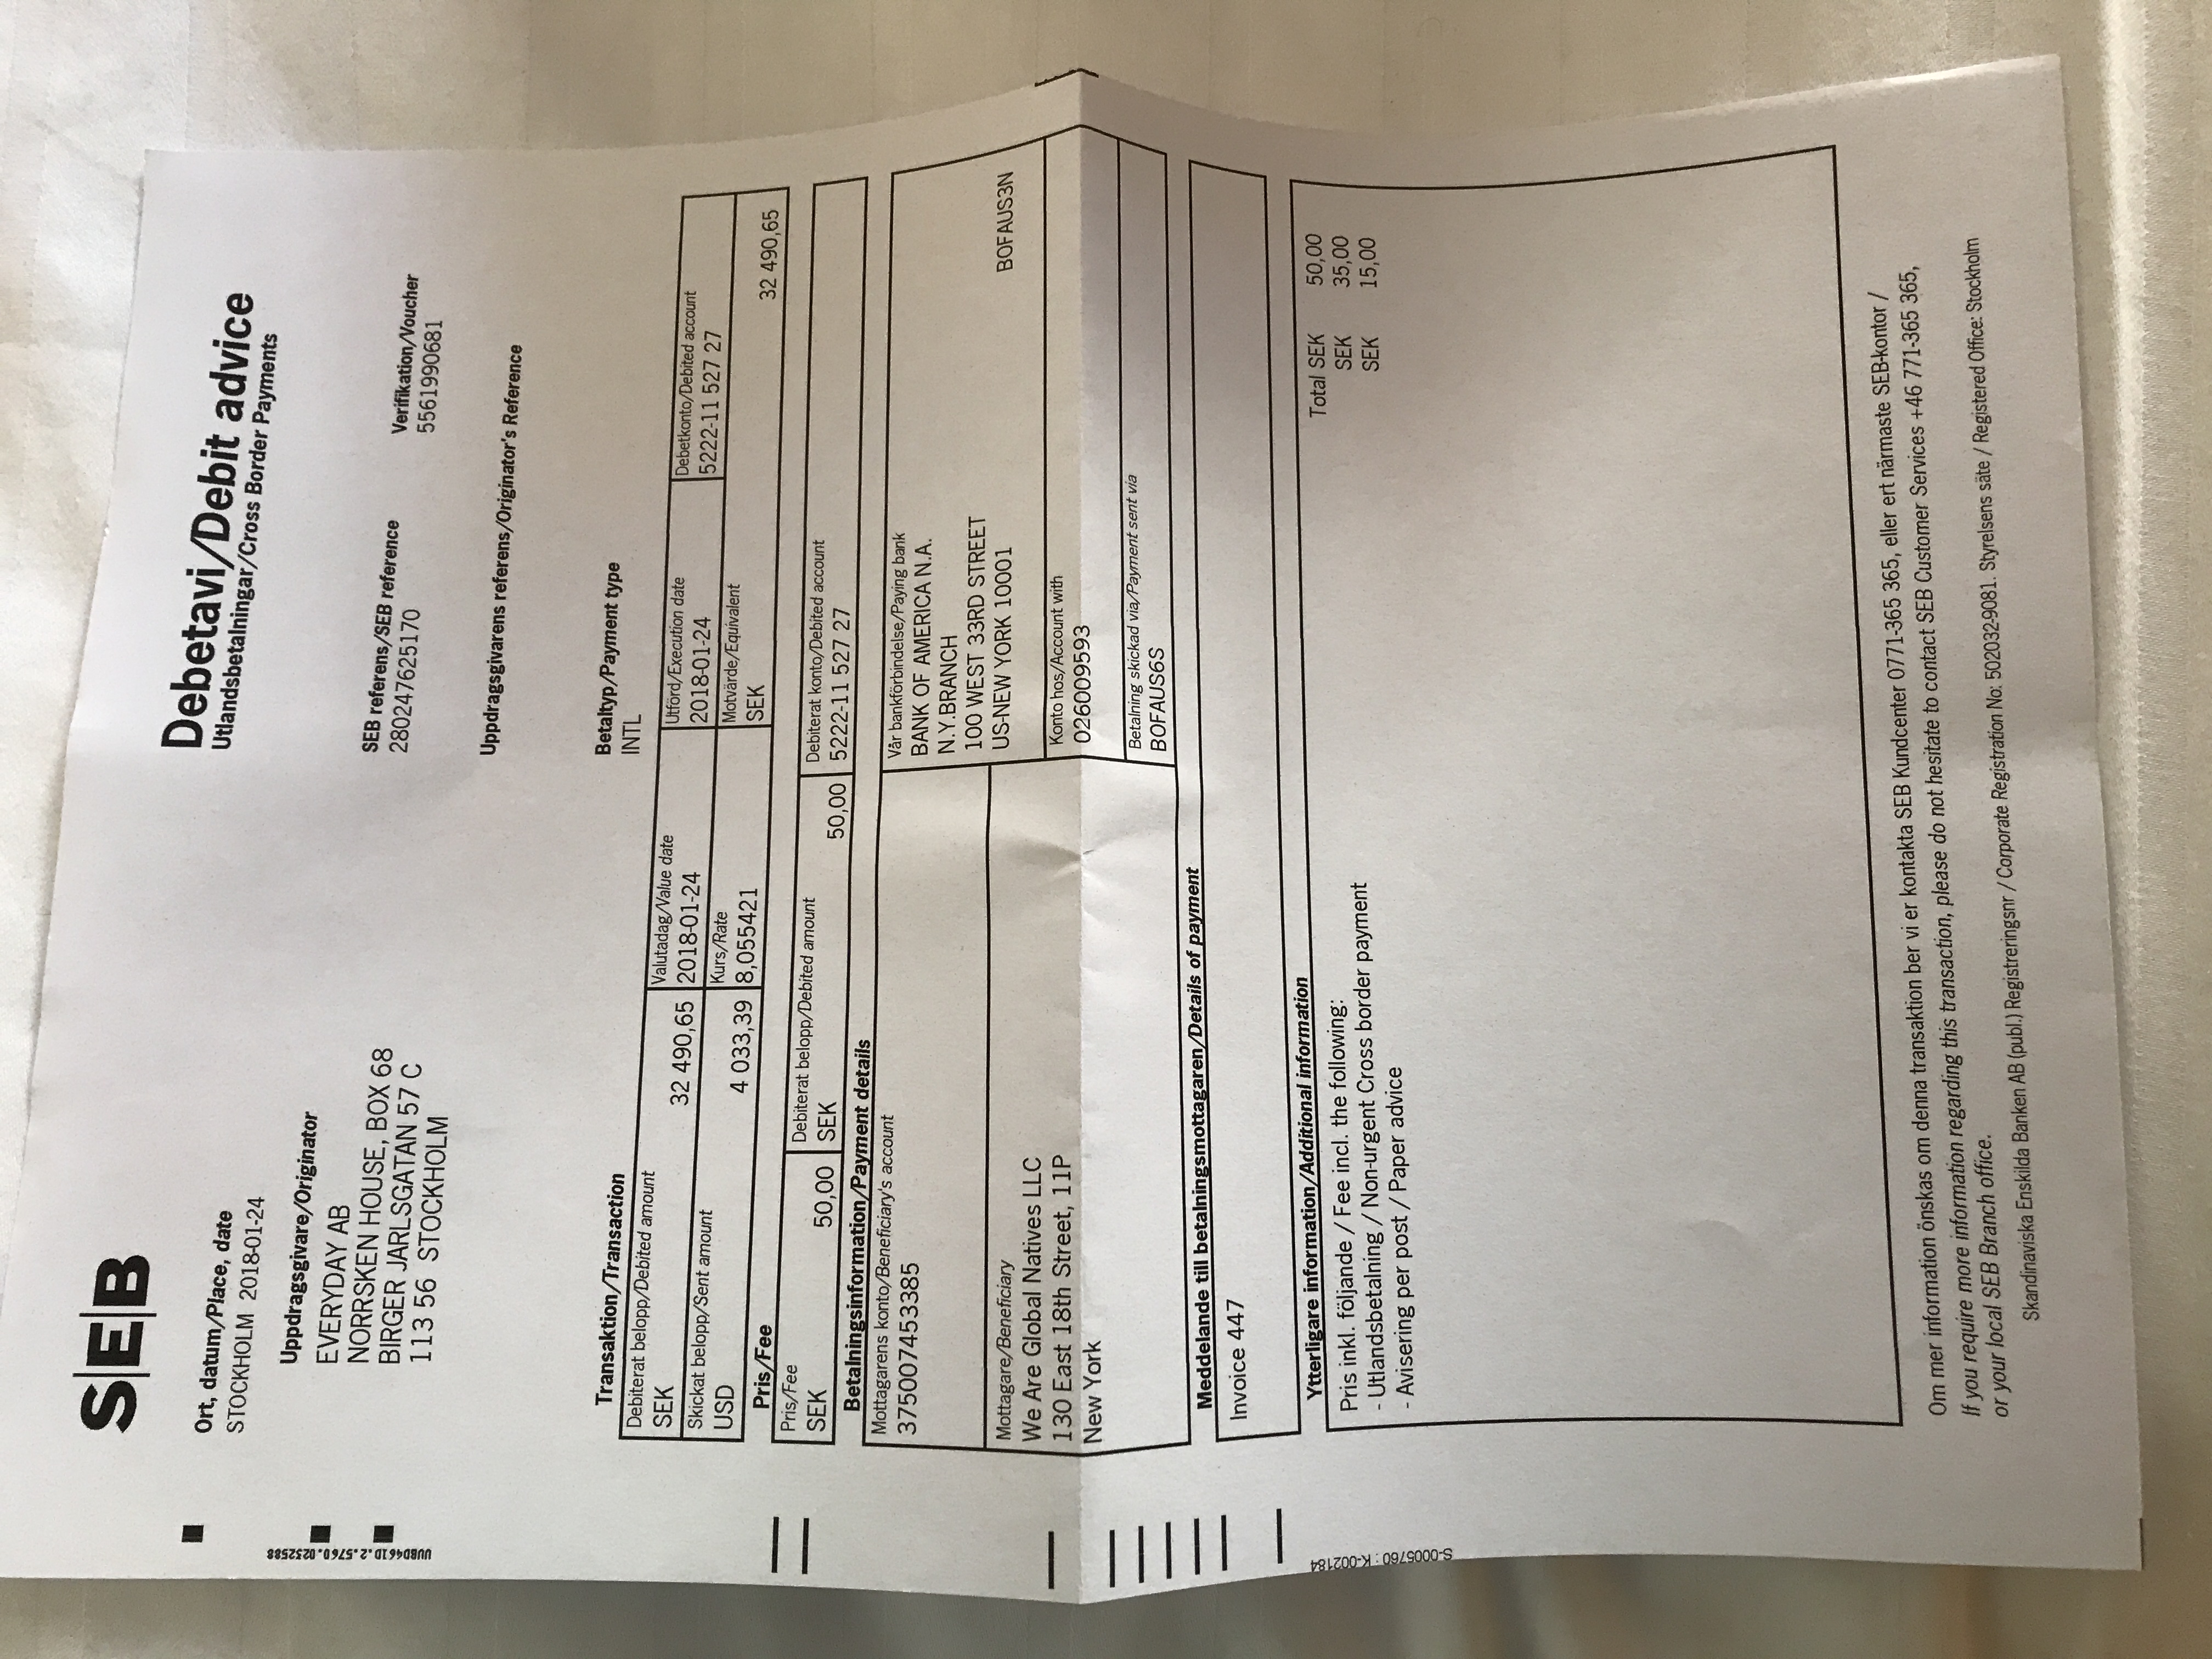 S|E|B
Debetavi/Debit advice
Utlandsbetalningar/Cross Border Payments
Ort, datum/Place, date
STOCKHOLM 2018-01-24
Uppdragsgivare/Originator
EVERYDAY AB
NORRSKEN HOUSE, BOX 68
BIRGER JARLSGATAN 57 C
113 56 STOCKHOLM
UUBD461D.2.576D.0232588
SEB referens/SEB reference
280247625170
Verifikation/Voucher
5561990681
Uppdragsgivarens referens/Originator's Reference
Betaltyp/Payment type
INTL
Transaktion/Transaction
Debiterat belopp/Debited amount
SEK 32 490,65
Valutadag/Value date
2018-01-24
Utförd/Execution date
2018-01-24
Debetkonto/Debited account
5222-11 527 27
Skickat belopp/Sent amount
USD 4 033,39
Kurs/Rate
8,055421
Motvärde/Equivalent
SEK 32 490,65
Pris/Fee
Pris/Fee
SEK 50,00
Debiterat belopp/Debited amount
SEK 50,00
Debiterat konto/Debited account
5222-11 527 27
Betalningsinformation/Payment details
Mottagarens konto/Beneficiary's account
375007453385
Vår bankförbindelse/Paying bank
BANK OF AMERICA N.A.
N.Y.BRANCH
100 WEST 33RD STREET
US-NEW YORK 10001 BOFAUS3N
Mottagare/Beneficiary
We Are Global Natives LLC
130 East 18th Street, 11P
New York
Konto hos/Account with
026009593
Betalning skickad via/Payment sent via
BOFAUS6S
Meddelande till betalningsmottagaren/Details of payment
Invoice 447
Ytterligare information/Additional information
Pris inkl. följande / Fee incl. the following: Total SEK 50,00
- Utlandsbetalning / Non-urgent Cross border payment SEK 35,00
- Avisering per post / Paper advice SEK 15,00
S-0005760 : K-002184
Om mer information önskas om denna transaktion ber vi er kontakta SEB Kundcenter 0771-365 365, eller ert närmaste SEB-kontor /
If you require more information regarding this transaction, please do not hesitate to contact SEB Customer Services +46 771-365 365,
or your local SEB Branch office.
Skandinaviska Enskilda Banken AB (publ.) Registreringsnr / Corporate Registration No: 502032-9081. Styrelsens säte / Registered Office: Stockholm